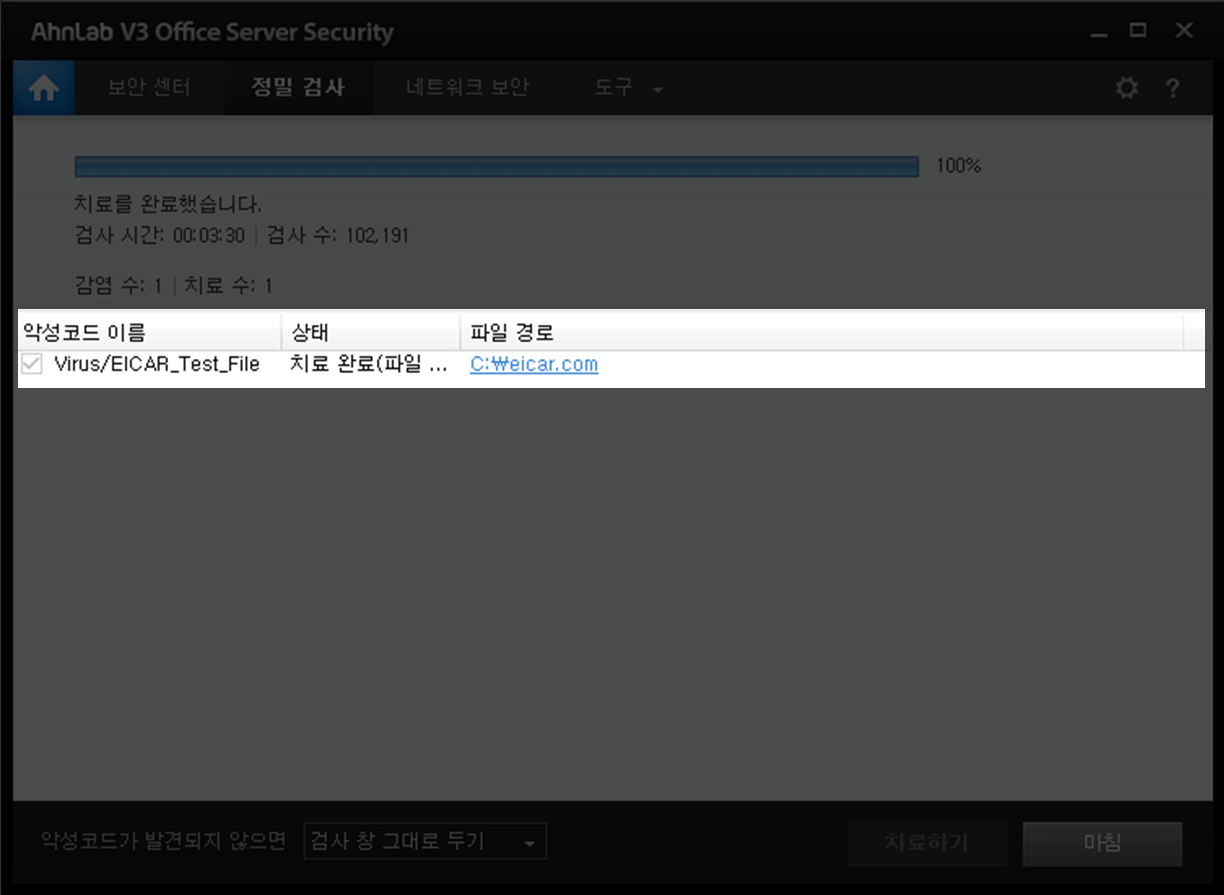 AhnLab V3 Office Server Security
보안 센터 정밀 검사 네트워크 보안 도구 ?
100%
치료를 완료했습니다.
검사 시간: 00:03:30 | 검사 수: 102,191
감염 수: 1 | 치료 수: 1
악성코드 이름 상태 파일 경로
Virus/EICAR_Test_File 치료 완료(파일 ... C:₩eicar.com
악성코드가 발견되지 않으면 검사 창 그대로 두기 치료하기 마침